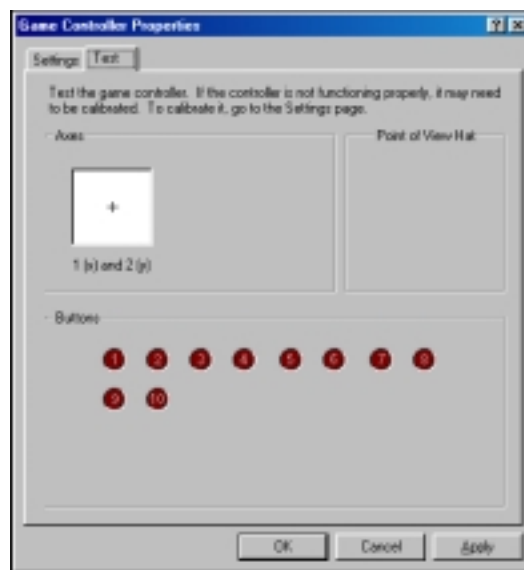 Game Controller Properties
Settings Test
Test the game controller. If the controller is not functioning properly, it may need
to be calibrated. To calibrate it, go to the Settings page.
Axes
Point of View Hat
1 (x) and 2 (y)
Buttons
1 2 3 4 5 6 7 8
9 10
OK Cancel Apply